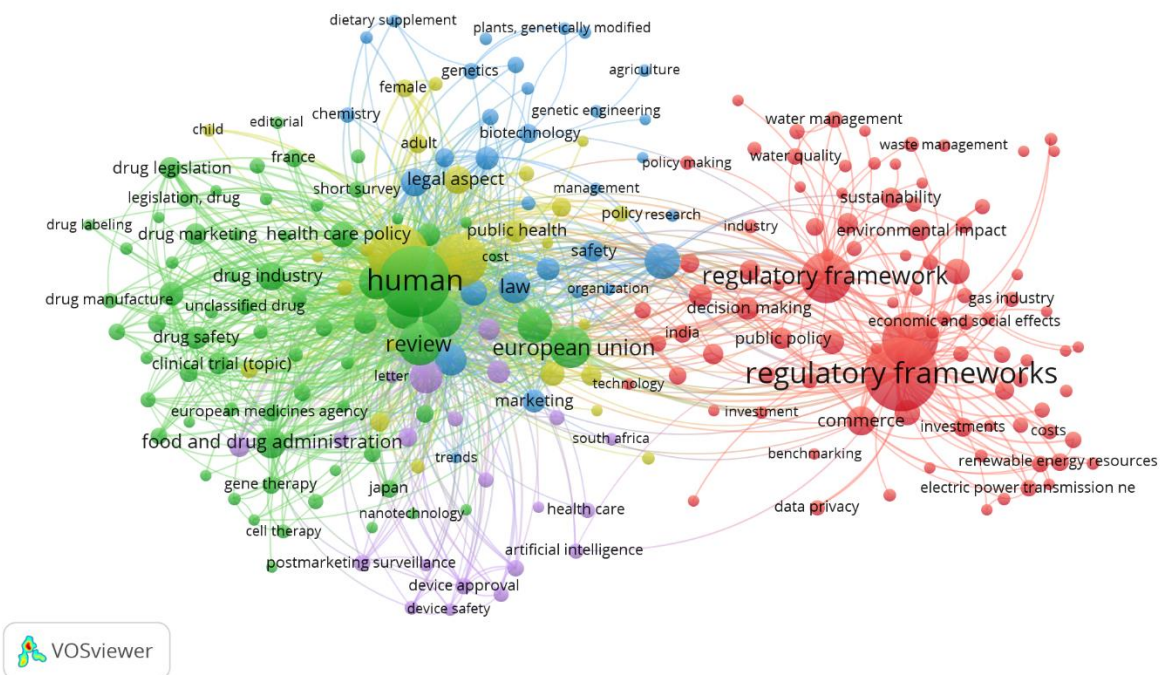 dietary supplement
plants, genetically modified
genetics
agriculture
female
chemistry
genetic engineering
editorial
child
biotechnology
adult
water management
waste management
water quality
policy making
france
drug legislation
short survey
legal aspect
management
sustainability
legislation, drug
policy
research
drug labeling
drug marketing
health care policy
public health
industry
environmental impact
cost
safety
drug industry
human
law
organization
regulatory framework
drug manufacture
unclassified drug
decision making
gas industry
economic and social effects
drug safety
review
european union
india
public policy
clinical trial (topic)
letter
technology
regulatory frameworks
european medicines agency
marketing
investment
commerce
investments
costs
food and drug administration
south africa
trends
benchmarking
renewable energy resources
gene therapy
japan
electric power transmission ne
nanotechnology
health care
data privacy
cell therapy
artificial intelligence
postmarketing surveillance
device approval
device safety
VOSviewer